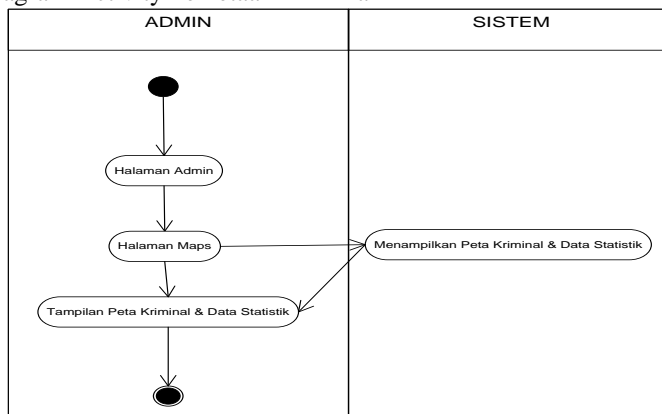 ADMIN
SISTEM
Halaman Admin
Halaman Maps
Menampilkan Peta Kriminal & Data Statistik
Tampilan Peta Kriminal & Data Statistik